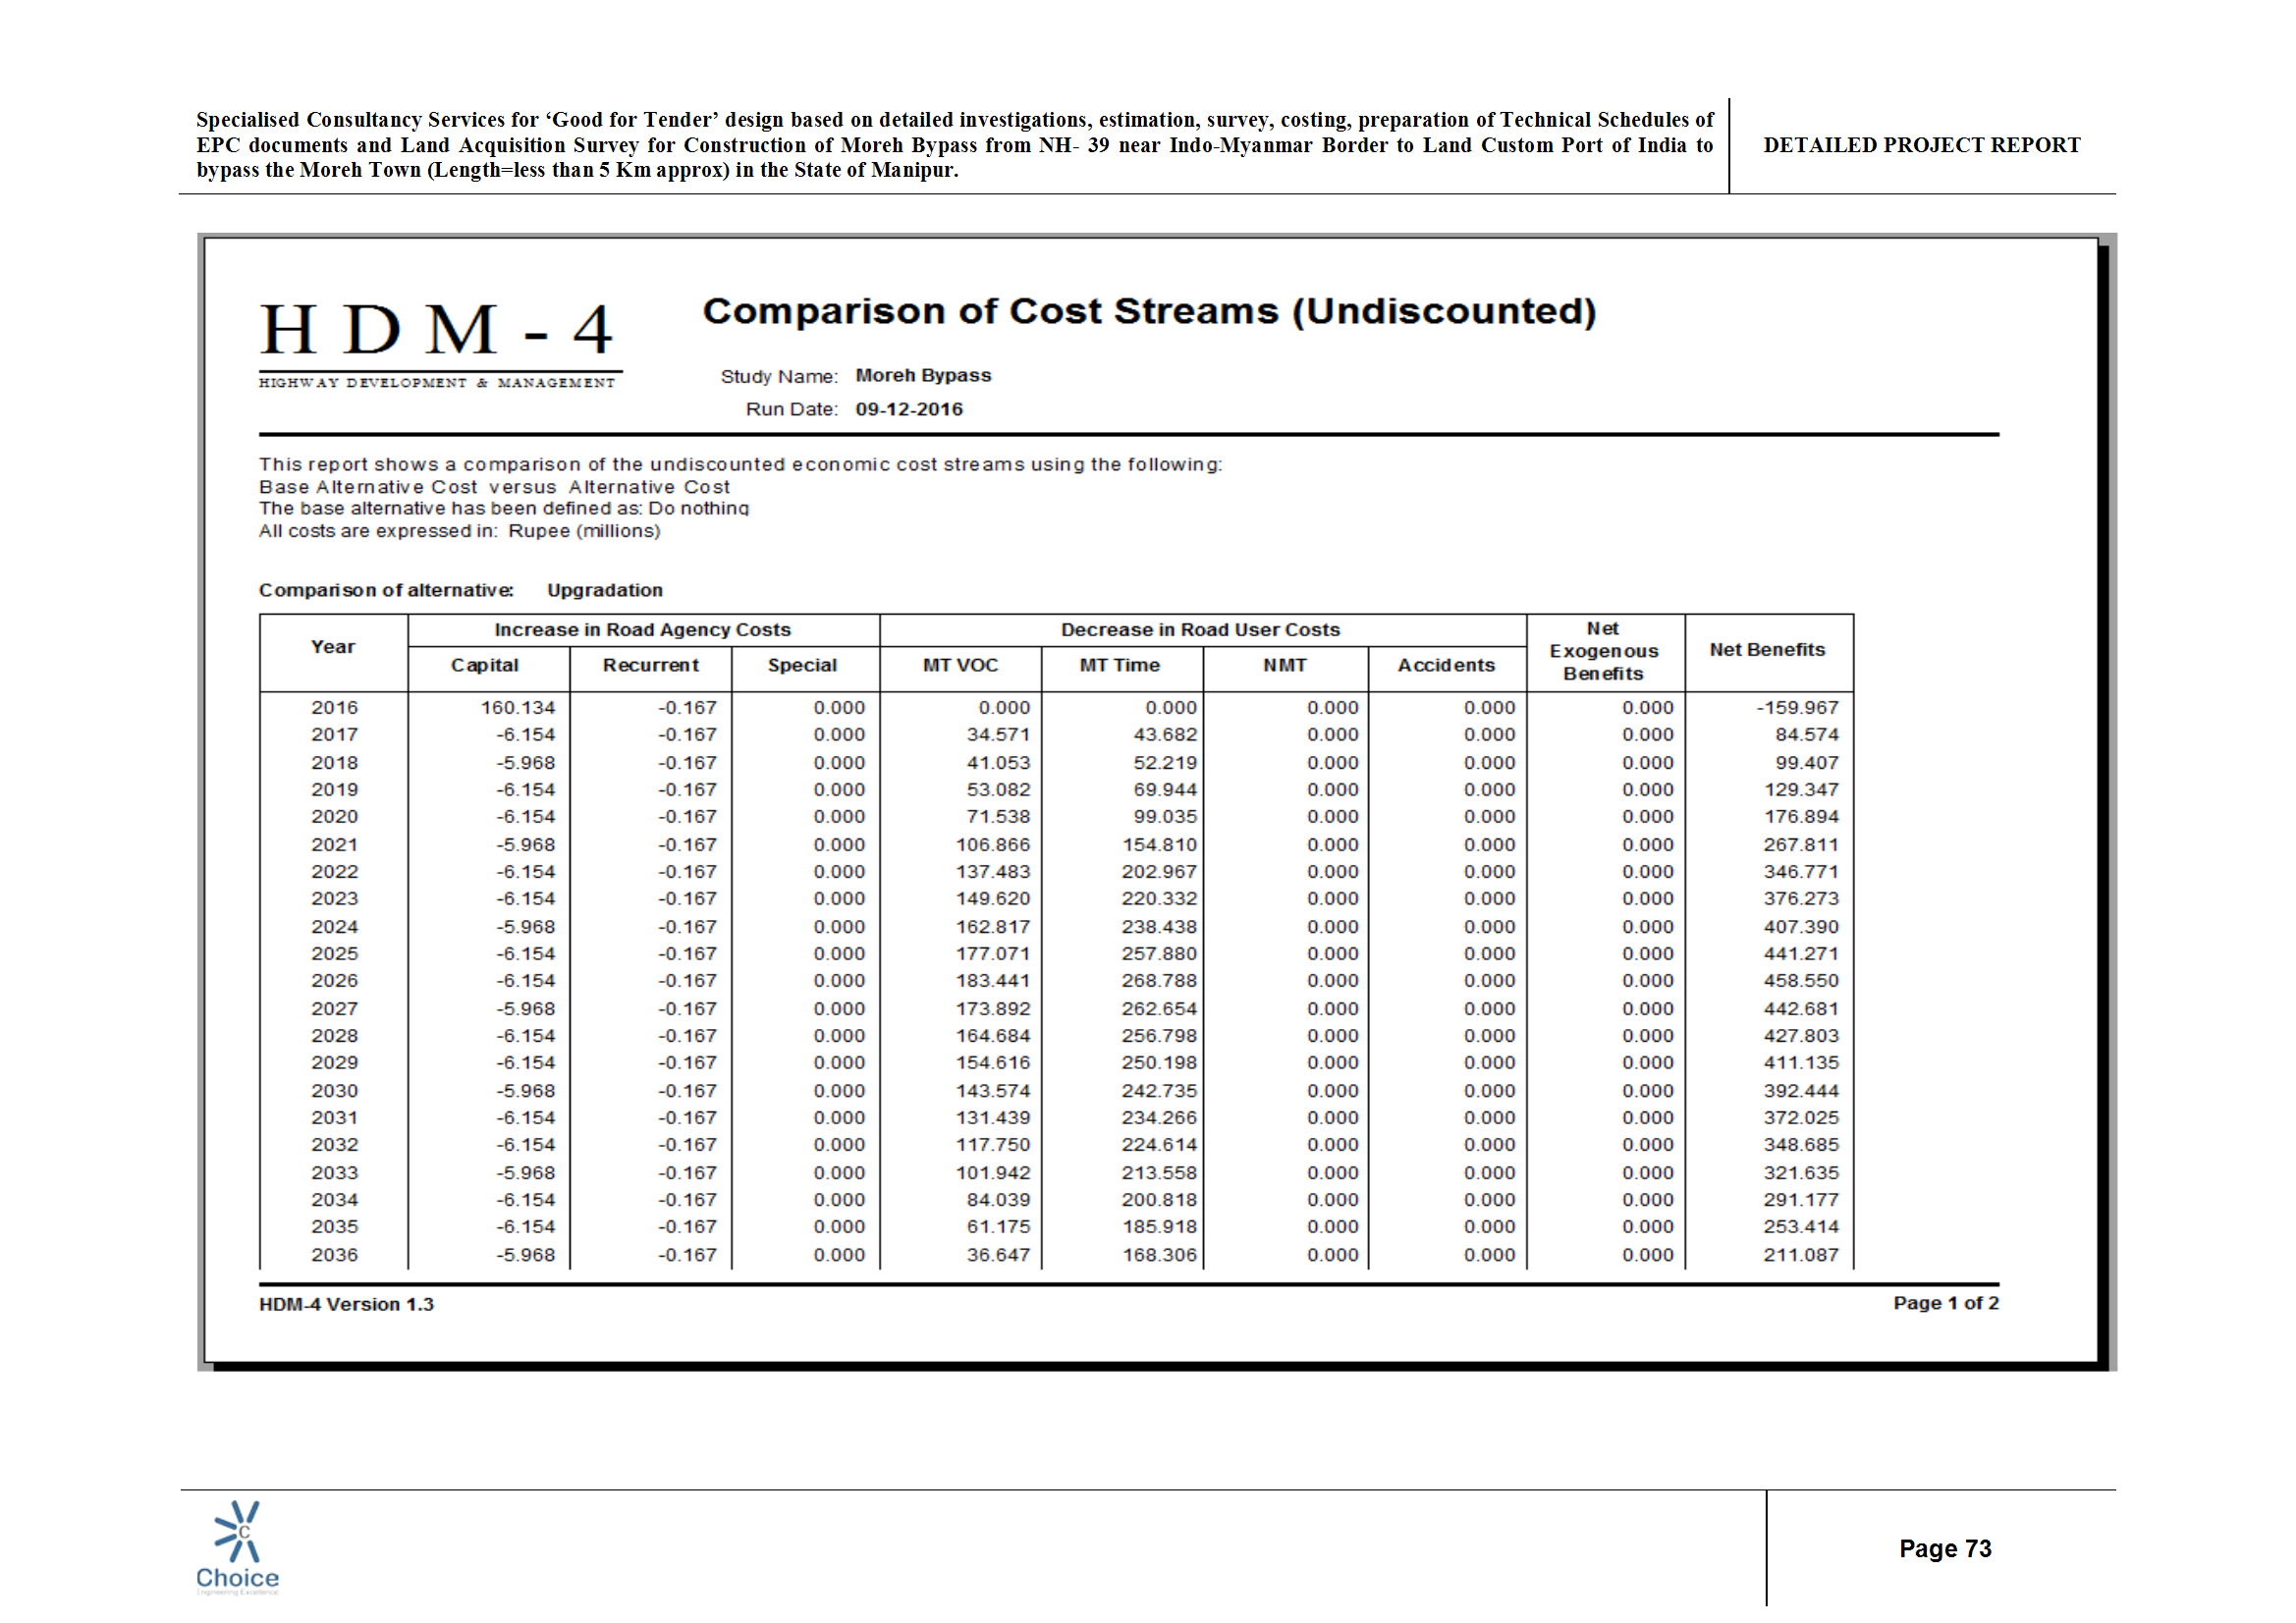 Specialised Consultancy Services for ‘Good for Tender’ design based on detailed investigations, estimation, survey, costing, preparation of Technical Schedules of
EPC documents and Land Acquisition Survey for Construction of Moreh Bypass from NH- 39 near Indo-Myanmar Border to Land Custom Port of India to
bypass the Moreh Town (Length=less than 5 Km approx) in the State of Manipur.
DETAILED PROJECT REPORT
HDM-4
HIGHWAY DEVELOPMENT & MANAGEMENT
Comparison of Cost Streams (Undiscounted)
Study Name: Moreh Bypass
Run Date: 09-12-2016
This report shows a comparison of the undiscounted economic cost streams using the following:
Base Alternative Cost versus Alternative Cost
The base alternative has been defined as: Do nothing
All costs are expressed in: Rupee (millions)
Comparison of alternative: Upgradation
Year Increase in Road Agency Costs Decrease in Road User Costs Net Exogenous Benefits Net Benefits
Capital Recurrent Special MT VOC MT Time NMT Accidents
2016 160.134 -0.167 0.000 0.000 0.000 0.000 0.000 0.000 -159.967
2017 -6.154 -0.167 0.000 34.571 43.682 0.000 0.000 0.000 84.574
2018 -5.968 -0.167 0.000 41.053 52.219 0.000 0.000 0.000 99.407
2019 -6.154 -0.167 0.000 53.082 69.944 0.000 0.000 0.000 129.347
2020 -6.154 -0.167 0.000 71.538 99.035 0.000 0.000 0.000 176.894
2021 -5.968 -0.167 0.000 106.866 154.810 0.000 0.000 0.000 267.811
2022 -6.154 -0.167 0.000 137.483 202.967 0.000 0.000 0.000 346.771
2023 -6.154 -0.167 0.000 149.620 220.332 0.000 0.000 0.000 376.273
2024 -5.968 -0.167 0.000 162.817 238.438 0.000 0.000 0.000 407.390
2025 -6.154 -0.167 0.000 177.071 257.880 0.000 0.000 0.000 441.271
2026 -6.154 -0.167 0.000 183.441 268.788 0.000 0.000 0.000 458.550
2027 -5.968 -0.167 0.000 173.892 262.654 0.000 0.000 0.000 442.681
2028 -6.154 -0.167 0.000 164.684 256.798 0.000 0.000 0.000 427.803
2029 -6.154 -0.167 0.000 154.616 250.198 0.000 0.000 0.000 411.135
2030 -5.968 -0.167 0.000 143.574 242.735 0.000 0.000 0.000 392.444
2031 -6.154 -0.167 0.000 131.439 234.266 0.000 0.000 0.000 372.025
2032 -6.154 -0.167 0.000 117.750 224.614 0.000 0.000 0.000 348.685
2033 -5.968 -0.167 0.000 101.942 213.558 0.000 0.000 0.000 321.635
2034 -6.154 -0.167 0.000 84.039 200.818 0.000 0.000 0.000 291.177
2035 -6.154 -0.167 0.000 61.175 185.918 0.000 0.000 0.000 253.414
2036 -5.968 -0.167 0.000 36.647 168.306 0.000 0.000 0.000 211.087
HDM-4 Version 1.3
Page 1 of 2
C
Choice
Engineering Excellence
Page 73